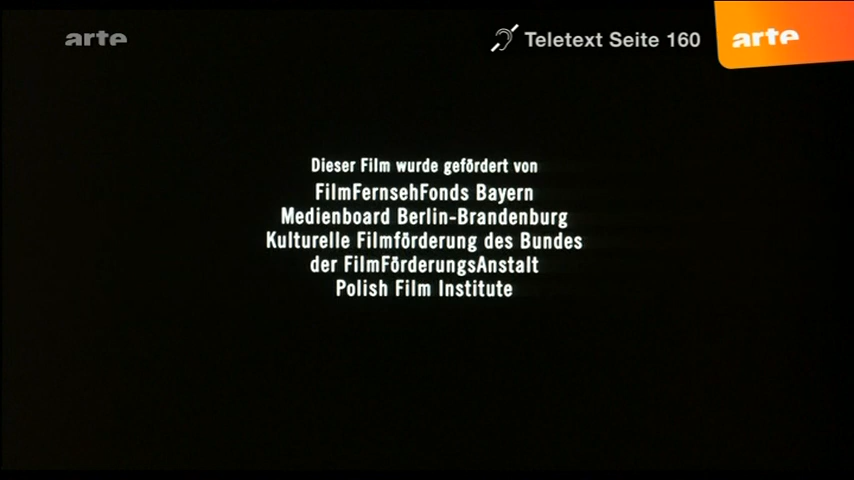 arte
Teletext Seite 160
arte
Dieser Film wurde gefördert von
FilmFernsehFonds Bayern
Medienboard Berlin-Brandenburg
Kulturelle Filmförderung des Bundes
der FilmFörderungsAnstalt
Polish Film Institute